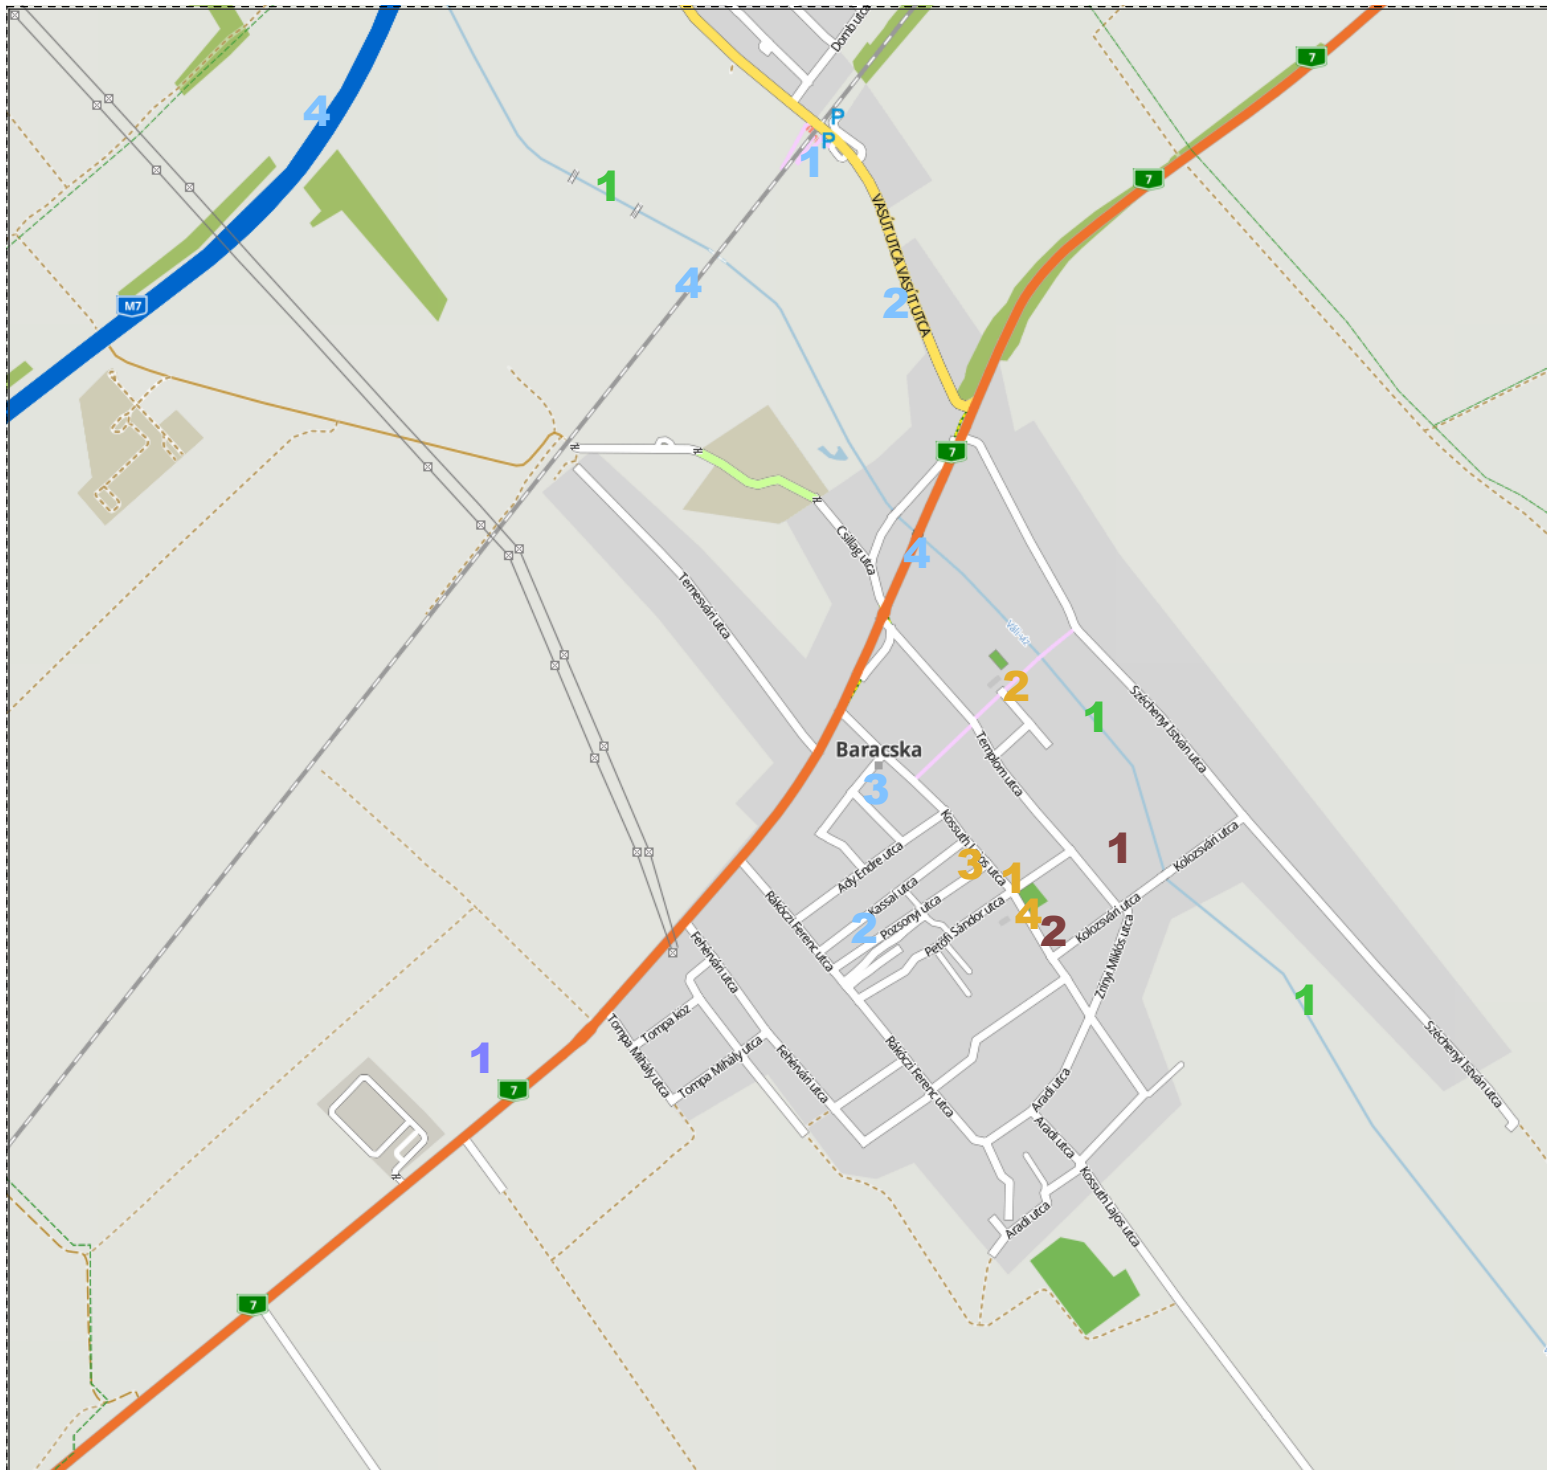 Domb utca
7
4
P
P
1
7
1
VASÚT UTCA VASÚT UTCA
4
2
M7
7
Csillag utca
4
Temesvári utca
Váli-víz
2
Széchenyi István utca
1
Baracska
Templom utca
3
Kossuth Lajos utca
1
Kolozsvári utca
Ady Endre utca
3
1
Rákóczi Ferenc utca
Kassai utca
Pozsonyi utca
Petőfi Sándor utca
4
2
2
Kolozsvári utca
Fehérvári utca
Zrínyi Miklós utca
1
Tompa köz
Tompa Mihály utca
1
7
Tompa Mihály utca
Fehérvári utca
Rákóczi Ferenc utca
Aradi utca
Széchenyi István utca
Aradi utca
Kossuth Lajos utca
Aradi utca
7